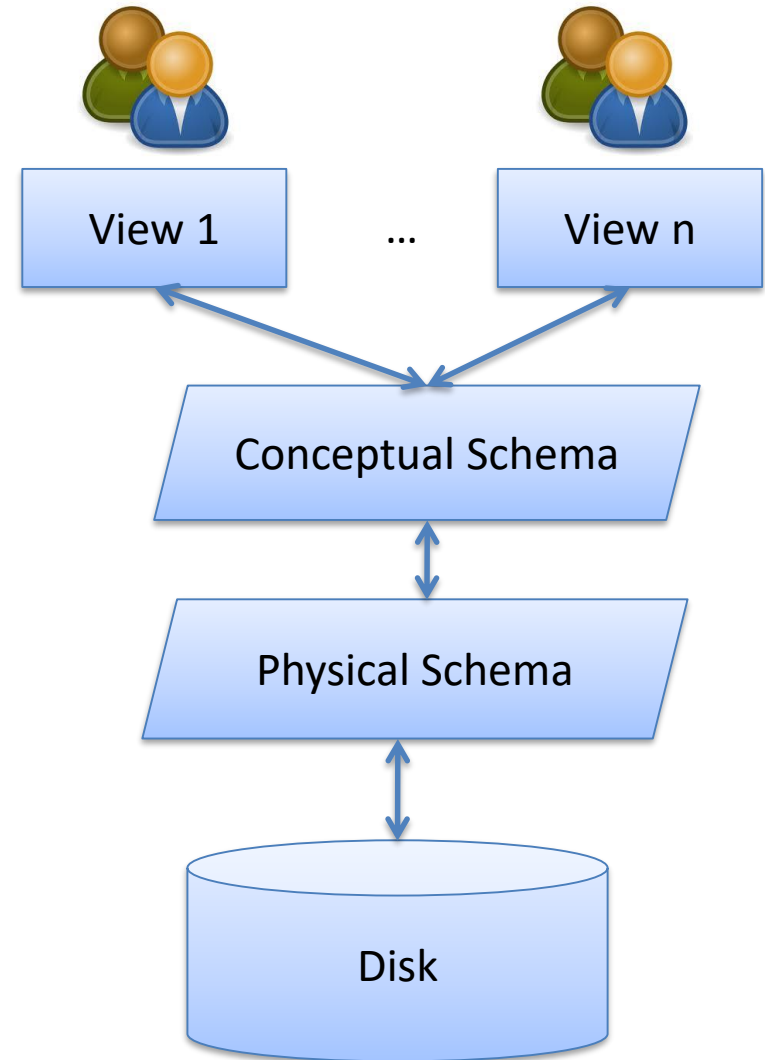 View 1
…
View n
Conceptual Schema
Physical Schema
Disk